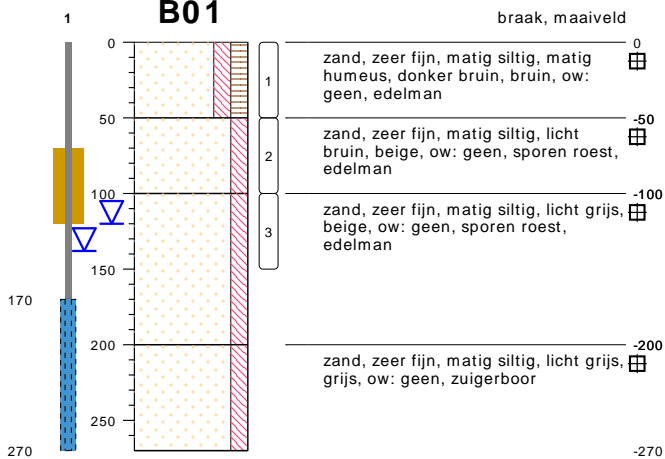 B01
1
braak, maaiveld
0
0
zand, zeer fijn, matig siltig, matig
humeus, donker bruin, bruin, ow:
geen, edelman
1
50
-50
zand, zeer fijn, matig siltig, licht
bruin, beige, ow: geen, sporen roest,
edelman
2
100
-100
zand, zeer fijn, matig siltig, licht grijs,
beige, ow: geen, sporen roest,
edelman
3
150
170
200
-200
zand, zeer fijn, matig siltig, licht grijs,
grijs, ow: geen, zuigerboor
250
270
-270